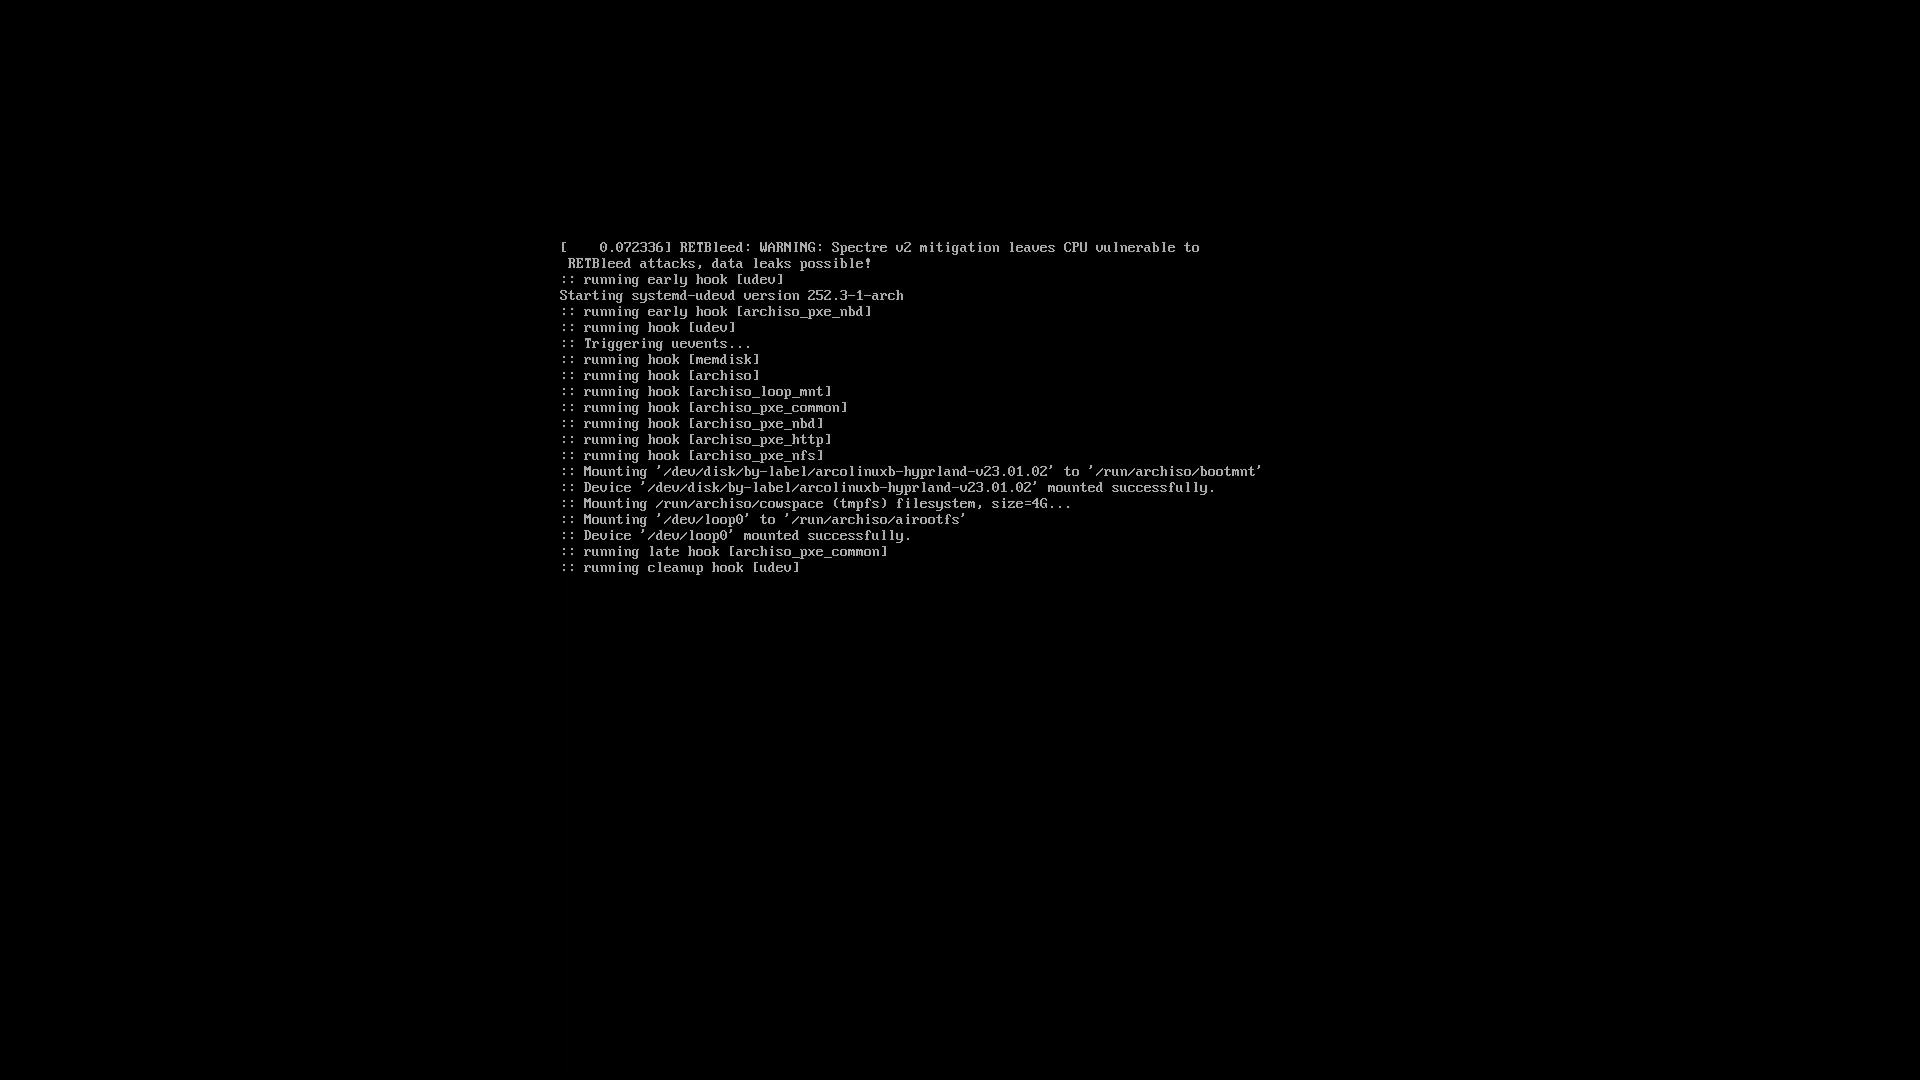 [    0.072336] RETBleed: WARNING: Spectre v2 mitigation leaves CPU vulnerable to
 RETBleed attacks, data leaks possible!
:: running early hook [udev]
Starting systemd-udevd version 252.3-1-arch
:: running early hook [archiso_pxe_nbd]
:: running hook [udev]
:: Triggering uevents...
:: running hook [memdisk]
:: running hook [archiso]
:: running hook [archiso_loop_mnt]
:: running hook [archiso_pxe_common]
:: running hook [archiso_pxe_nbd]
:: running hook [archiso_pxe_http]
:: running hook [archiso_pxe_nfs]
:: Mounting '/dev/disk/by-label/arcolinuxb-hyprland-v23.01.02' to '/run/archiso/bootmnt'
:: Device '/dev/disk/by-label/arcolinuxb-hyprland-v23.01.02' mounted successfully.
:: Mounting /run/archiso/cowspace (tmpfs) filesystem, size=4G...
:: Mounting '/dev/loop0' to '/run/archiso/airootfs'
:: Device '/dev/loop0' mounted successfully.
:: running late hook [archiso_pxe_common]
:: running cleanup hook [udev]